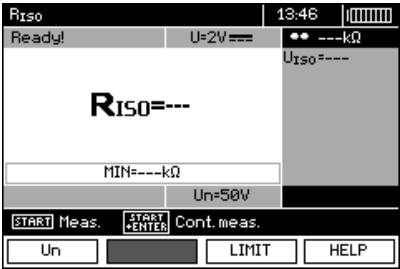 RISO 13:46
Ready! U=2V ---kΩ
UISO=---
RISO=---
MIN=---kΩ
Un=50V
START Meas. START +ENTER Cont.meas.
Un LIMIT HELP